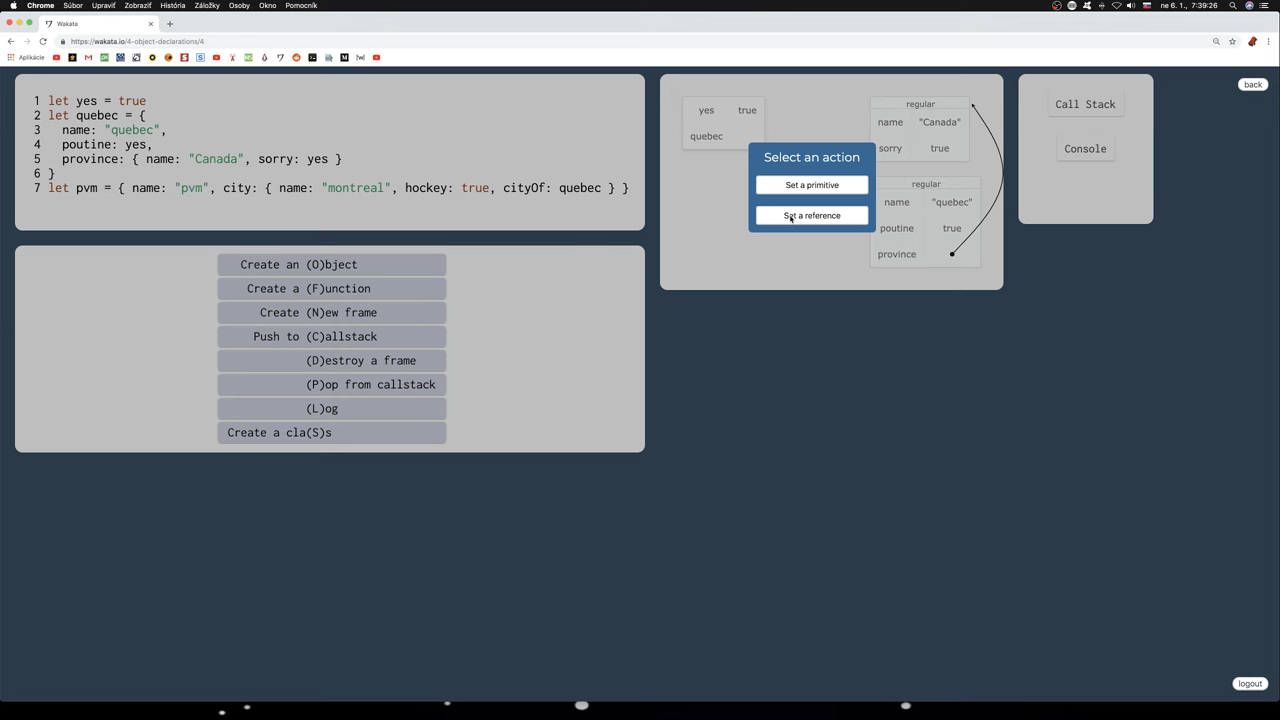 Chrome Súbor Upraviť Zobraziť História Záložky Osoby Okno Pomocník ne 6. 1., 7:39:26
Wakata
https://wakata.io/4-object-declarations/4
Aplikácie
1 let yes = true
2 let quebec = {
3 name: "quebec",
4 poutine: yes,
5 province: { name: "Canada", sorry: yes }
6 }
7 let pvm = { name: "pvm", city: { name: "montreal", hockey: true, cityOf: quebec } }
Create an (O)bject
Create a (F)unction
Create (N)ew frame
Push to (C)allstack
(D)estroy a frame
(P)op from callstack
(L)og
Create a cla(S)s
yes true
quebec
regular
name "Canada"
sorry true
regular
name "quebec"
poutine true
province
Select an action
Set a primitive
Set a reference
Call Stack
Console
back
logout